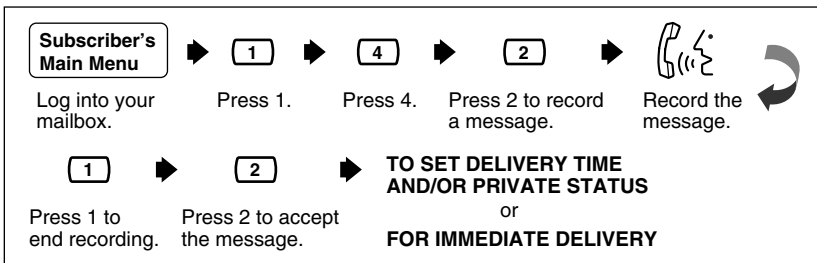 Subscriber's
Main Menu
1
4
2
Log into your
mailbox.
Press 1.
Press 4.
Press 2 to record
a message.
Record the
message.
1
2
TO SET DELIVERY TIME
AND/OR PRIVATE STATUS
or
FOR IMMEDIATE DELIVERY
Press 1 to
end recording.
Press 2 to accept
the message.